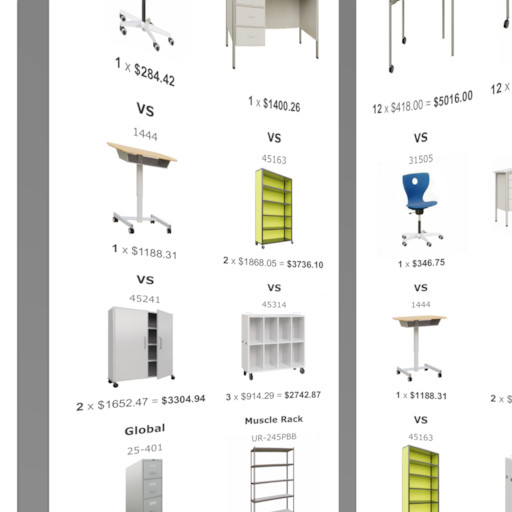 1 x $284.42
1 x $1400.26
12 x $418.00 = $5016.00
12 x
VS
1444
1 x $1188.31
VS
45163
2 x $1868.05 = $3736.10
VS
31505
1 x $346.75
VS
45241
2 x $1652.47 = $3304.94
VS
45314
3 x $914.29 = $2742.87
VS
1444
1 x $1188.31
2 x
Global
25-401
Muscle Rack
UR-245PBB
VS
45163